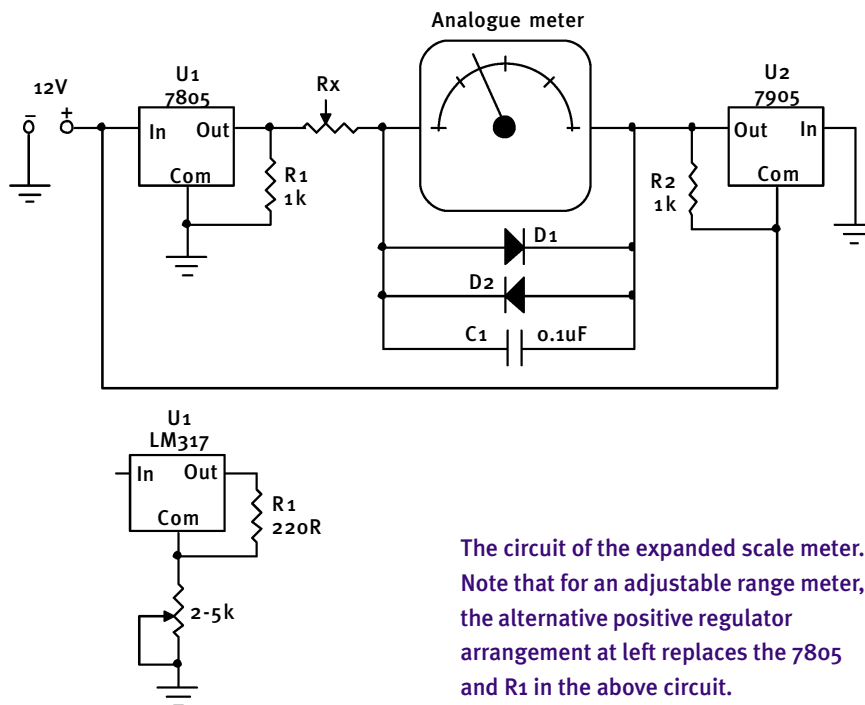 Analogue meter
12V
- +
U1
7805
In Out
Com
Rx
R1
1k
U2
7905
Out In
Com
R2
1k
D1
D2
C1 0.1uF
U1
LM317
In Out
Com
R1
220R
2-5k
The circuit of the expanded scale meter.
Note that for an adjustable range meter,
the alternative positive regulator
arrangement at left replaces the 7805
and R1 in the above circuit.